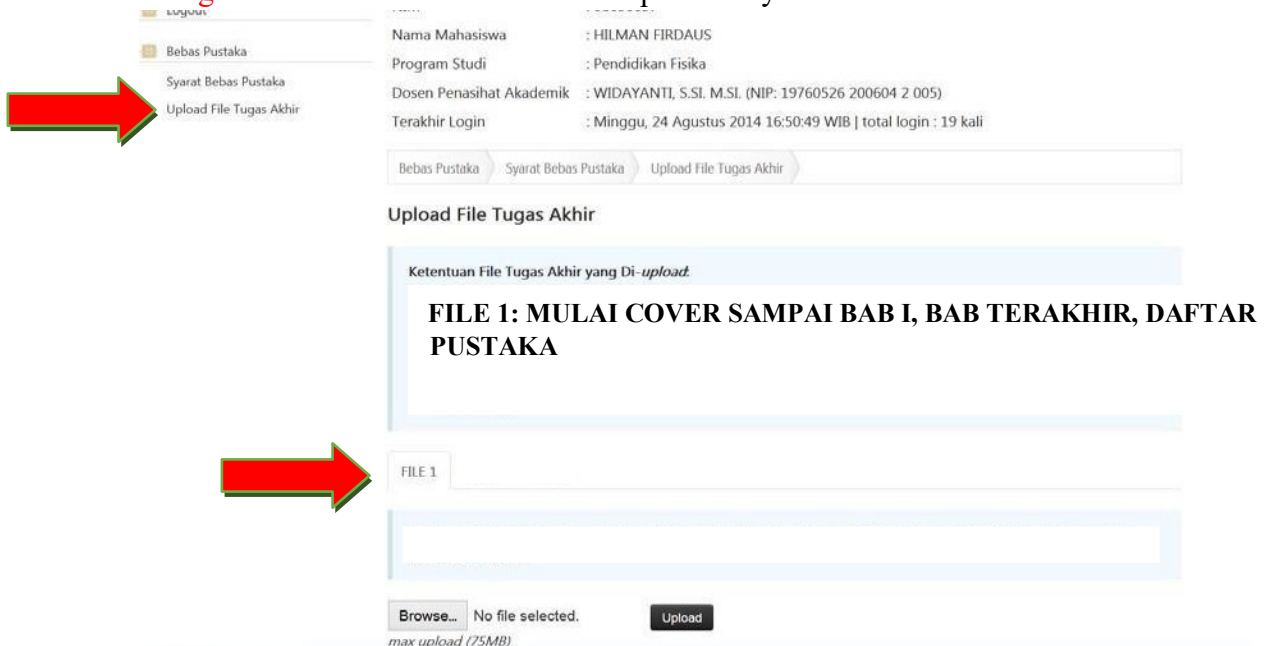 Logout
Bebas Pustaka
Syarat Bebas Pustaka
Upload File Tugas Akhir
Nama Mahasiswa : HILMAN FIRDAUS
Program Studi : Pendidikan Fisika
Dosen Penasihat Akademik : WIDAYANTI, S.SI. M.SI. (NIP: 19760526 200604 2 005)
Terakhir Login : Minggu, 24 Agustus 2014 16:50:49 WIB | total login : 19 kali
Bebas Pustaka Syarat Bebas Pustaka Upload File Tugas Akhir
Upload File Tugas Akhir
Ketentuan File Tugas Akhir yang Di-upload:
FILE 1: MULAI COVER SAMPAI BAB I, BAB TERAKHIR, DAFTAR
PUSTAKA
FILE 1
Browse... No file selected. Upload
max upload (75MB)